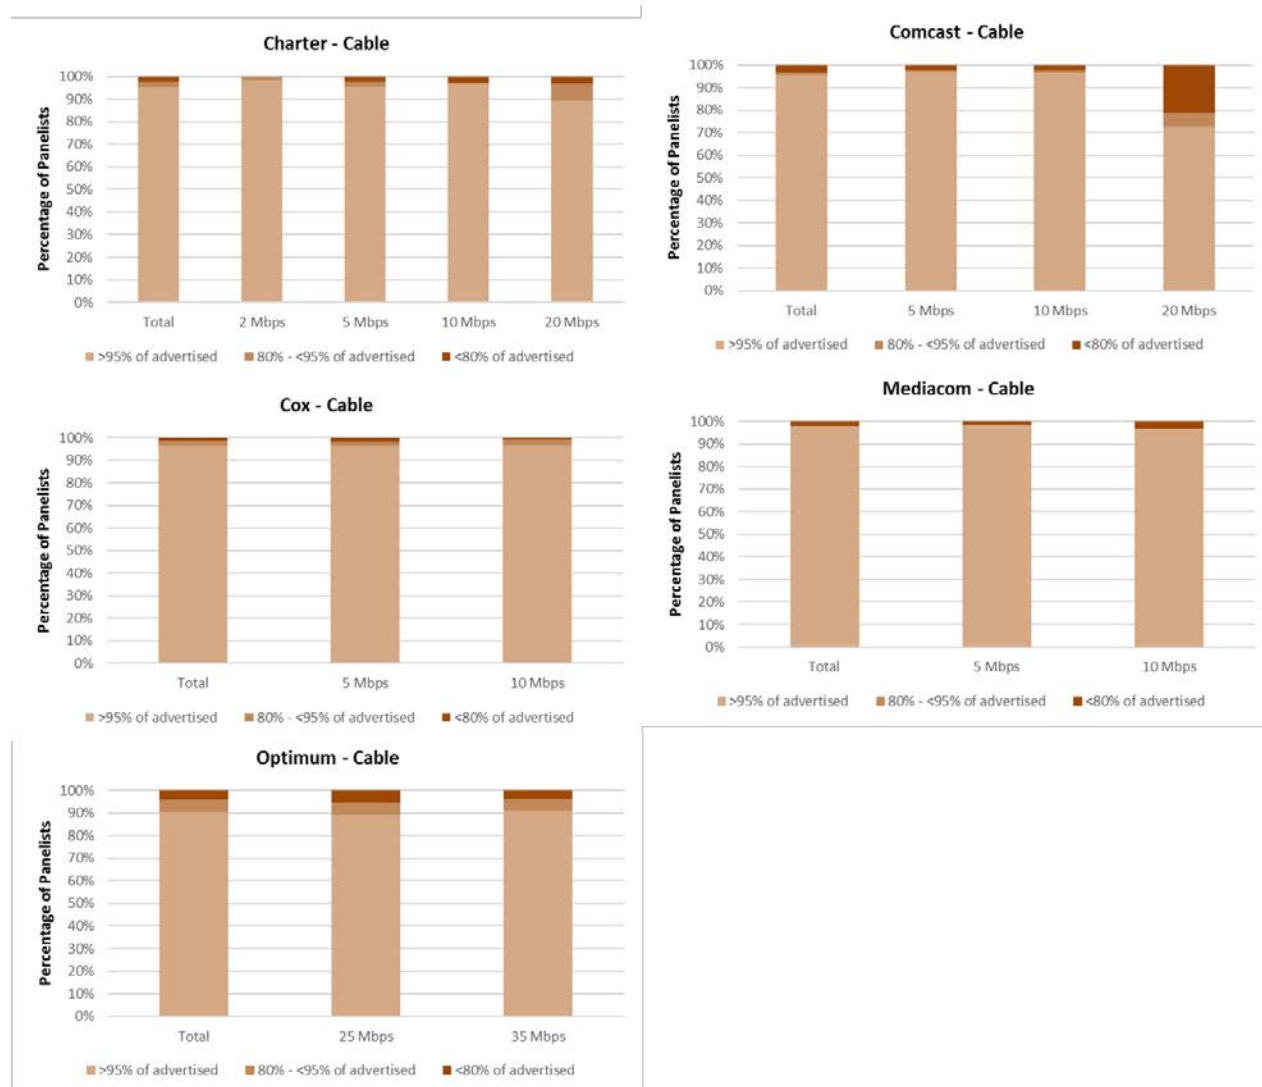 Charter - Cable
Percentage of Panelists
100%
90%
80%
70%
60%
50%
40%
30%
20%
10%
0%
Total 2 Mbps 5 Mbps 10 Mbps 20 Mbps
>95% of advertised 80% - <95% of advertised <80% of advertised
Comcast - Cable
Percentage of Panelists
100%
90%
80%
70%
60%
50%
40%
30%
20%
10%
0%
Total 5 Mbps 10 Mbps 20 Mbps
>95% of advertised 80% - <95% of advertised <80% of advertised
Cox - Cable
Percentage of Panelists
100%
90%
80%
70%
60%
50%
40%
30%
20%
10%
0%
Total 5 Mbps 10 Mbps
>95% of advertised 80% - <95% of advertised <80% of advertised
Mediacom - Cable
Percentage of Panelists
100%
90%
80%
70%
60%
50%
40%
30%
20%
10%
0%
Total 5 Mbps 10 Mbps
>95% of advertised 80% - <95% of advertised <80% of advertised
Optimum - Cable
Percentage of Panelists
100%
90%
80%
70%
60%
50%
40%
30%
20%
10%
0%
Total 25 Mbps 35 Mbps
>95% of advertised 80% - <95% of advertised <80% of advertised